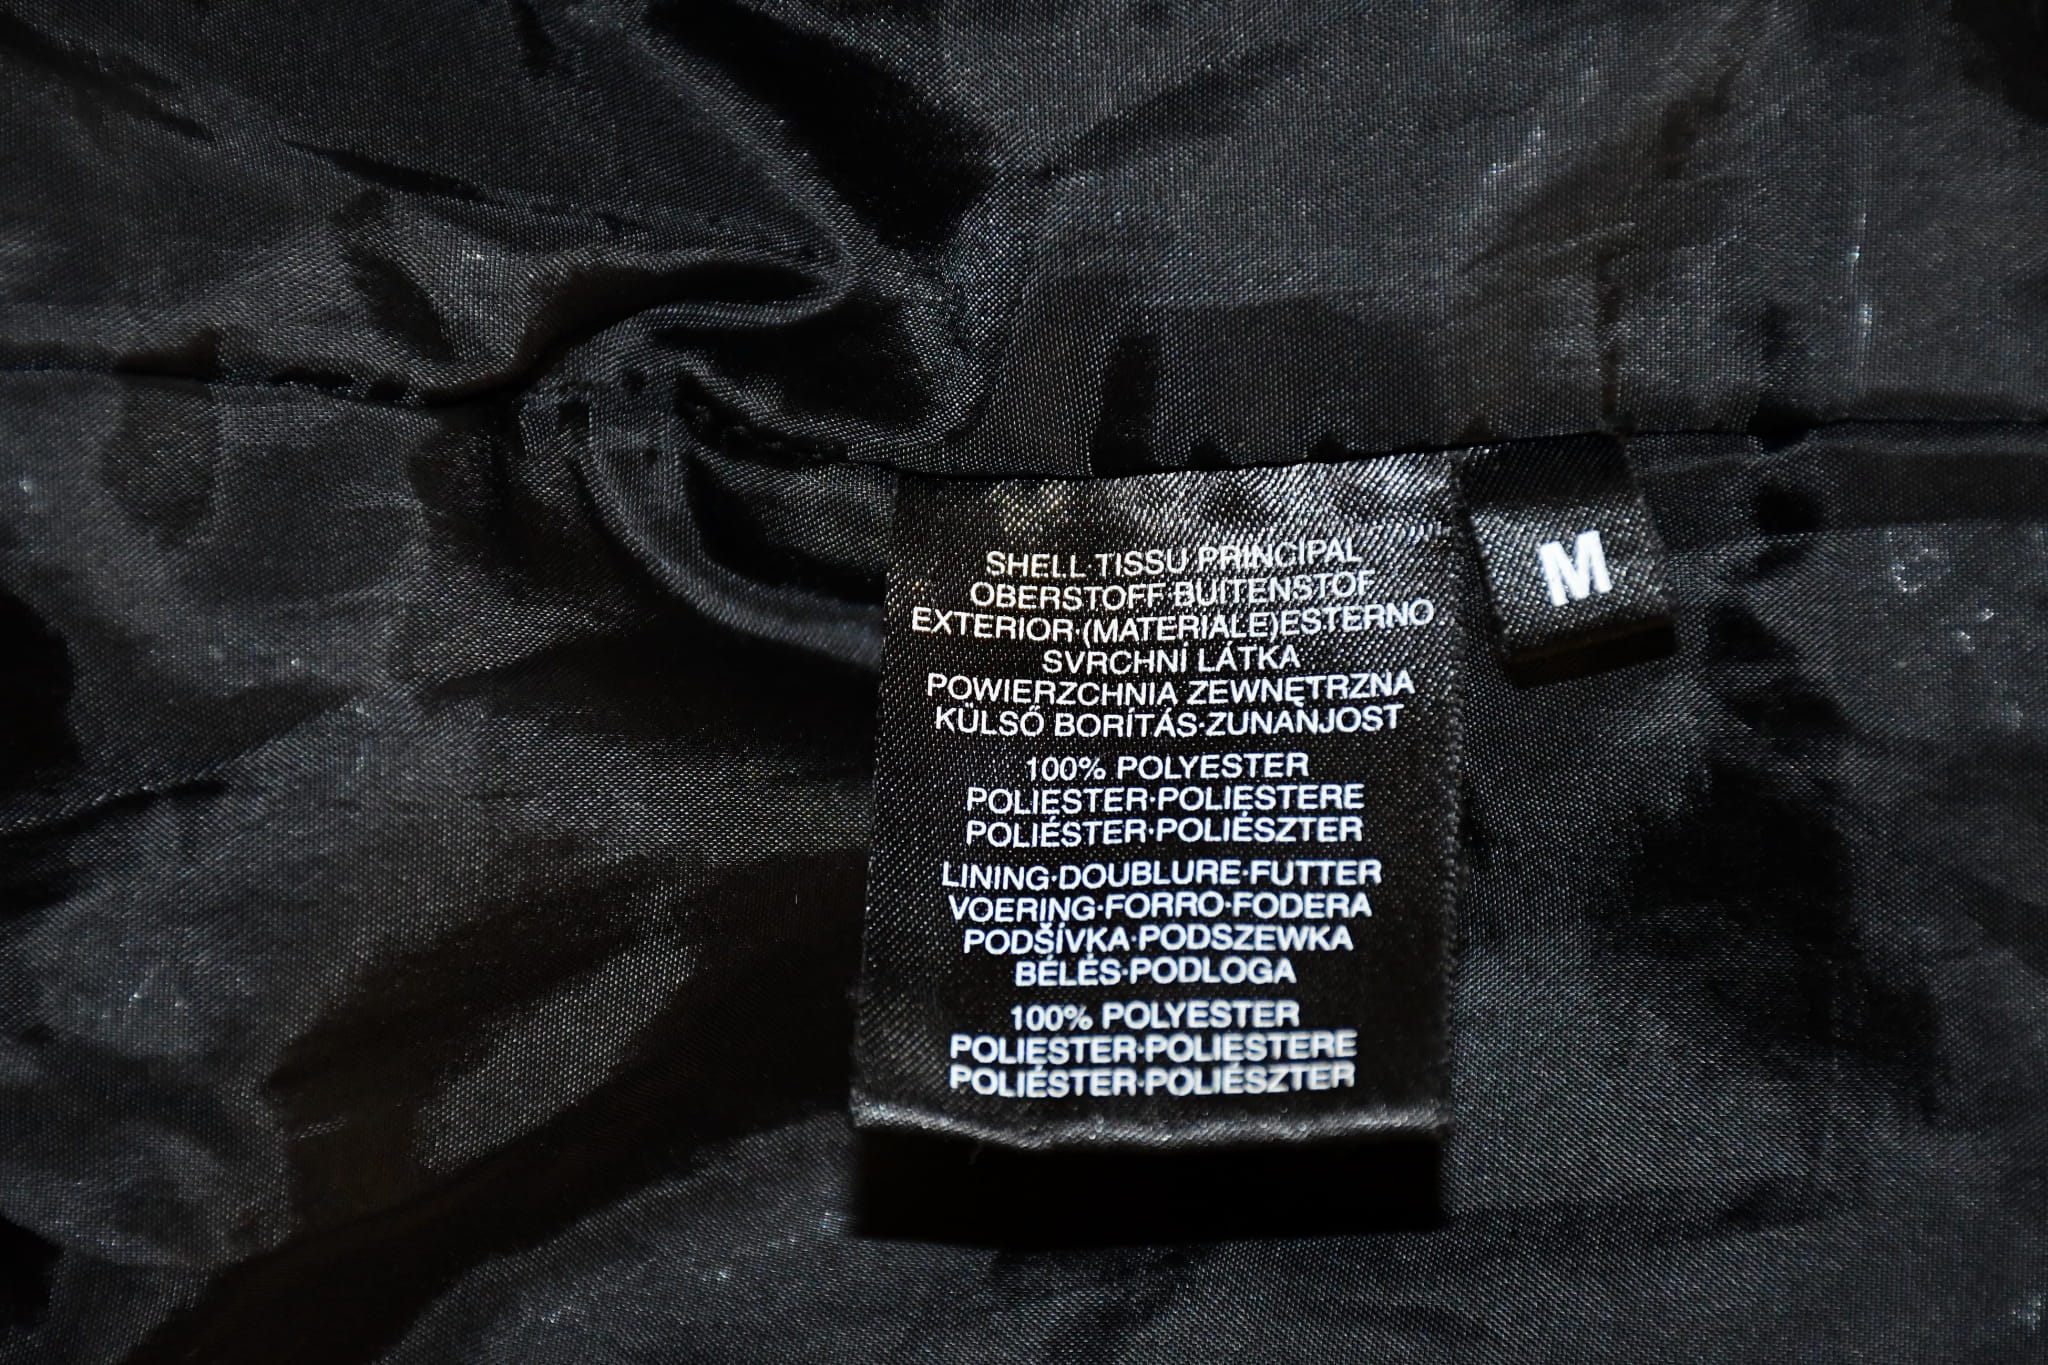 SHELL·TISSU PRINCIPAL
OBERSTOFF·BUITENSTOF
EXTERIOR·(MATERIALE)ESTERNO
SVRCHNÍ LÁTKA
POWIERZCHNIA ZEWNĘTRZNA
KÜLSŐ BORÍTÁS·ZUNANJOST
100% POLYESTER
POLIESTER·POLIESTERE
POLIÉSTER·POLIÉSZTER
LINING·DOUBLURE·FUTTER
VOERING·FORRO·FODERA
PODŠÍVKA·PODSZEWKA
BÉLÉS·PODLOGA
100% POLYESTER
POLIESTER·POLIESTERE
POLIÉSTER·POLIÉSZTER
M